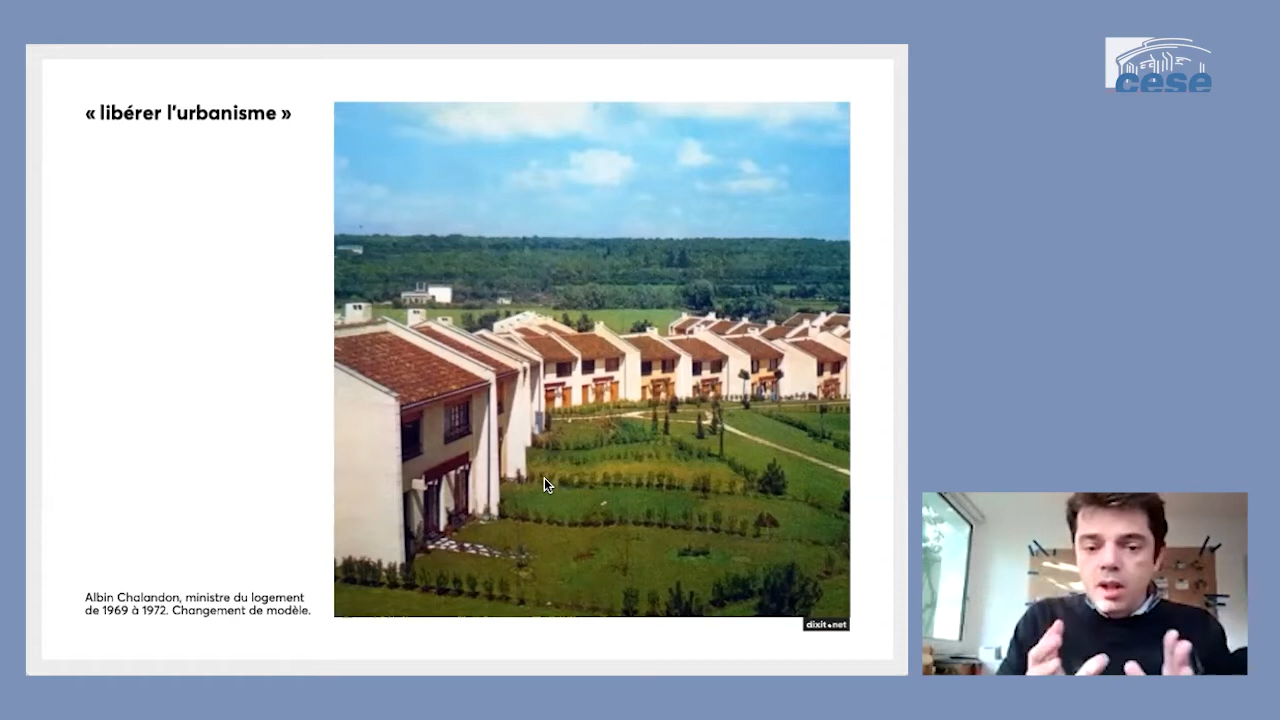 cese
« libérer l'urbanisme »
Albin Chalandon, ministre du logement
de 1969 à 1972. Changement de modèle.
dixit.net